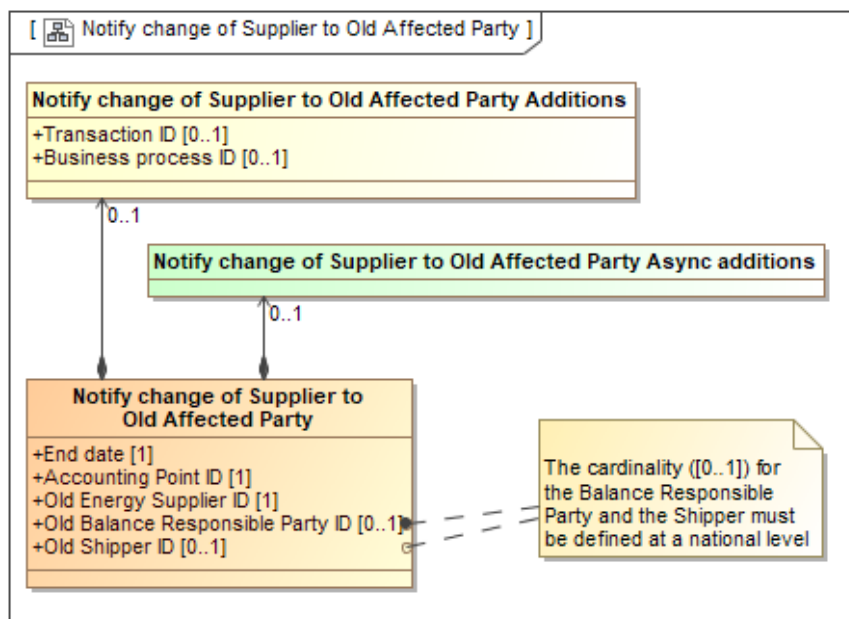 [ Notify change of Supplier to Old Affected Party ]
Notify change of Supplier to Old Affected Party Additions
+Transaction ID [0..1]
+Business process ID [0..1]
0..1
Notify change of Supplier to Old Affected Party Async additions
0..1
Notify change of Supplier to
Old Affected Party
+End date [1]
+Accounting Point ID [1]
+Old Energy Supplier ID [1]
+Old Balance Responsible Party ID [0..1]
+Old Shipper ID [0..1]
The cardinality ([0..1]) for
the Balance Responsible
Party and the Shipper must
be defined at a national level